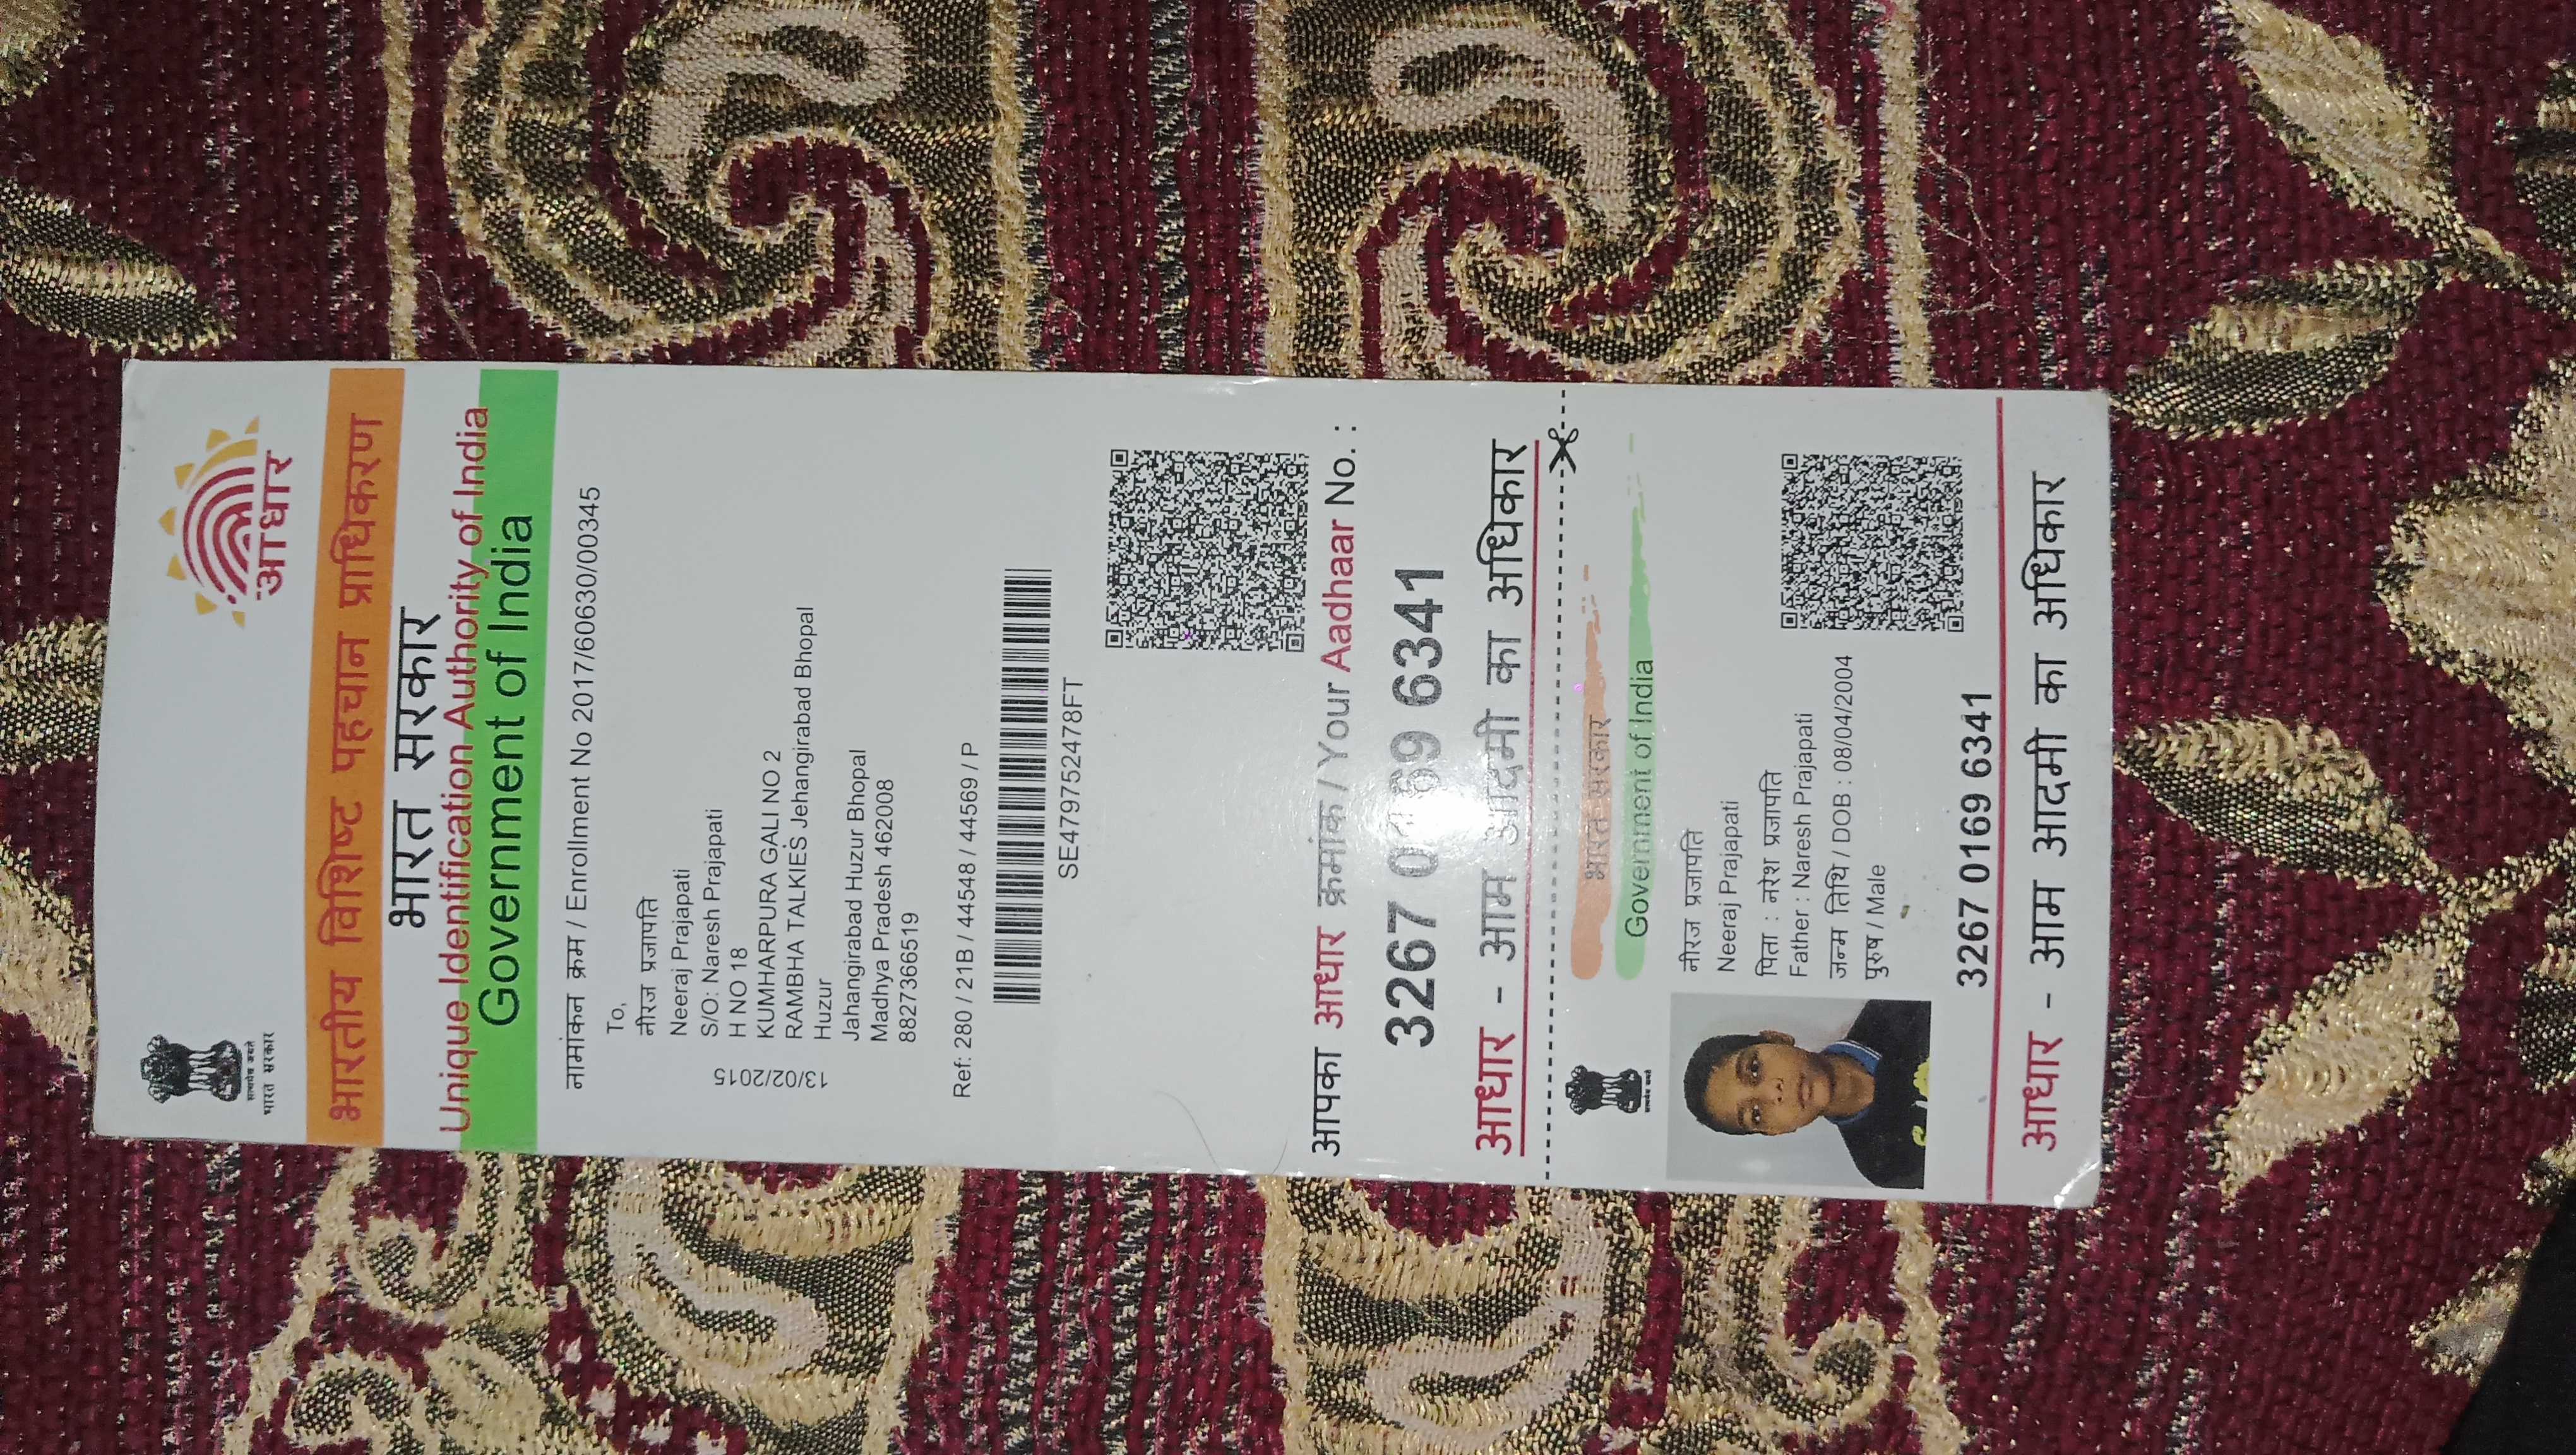 आधार
सत्यमेव जयते
भारत सरकार
भारतीय विशिष्ट पहचान प्राधिकरण
भारत सरकार
Unique Identification Authority of India
Government of India
नामांकन क्रम / Enrollment No 2017/60630/00345
To,
नीरज प्रजापति
Neeraj Prajapati
S/O: Naresh Prajapati
H NO 18
KUMHARPURA GALI NO 2
RAMBHA TALKIES Jehangirabad Bhopal
Huzur
Jahangirabad Huzur Bhopal
Madhya Pradesh 462008
8827366519
13/02/2015
Ref: 280 / 21B / 44548 / 44569 / P
SE479752478FT
आपका आधार क्रमांक / Your Aadhaar No. :
3267 6341
आधार - आम आदमी का अधिकार
भारत सरकार
Government of India
नीरज प्रजापति
Neeraj Prajapati
पिता : नरेश प्रजापति
Father : Naresh Prajapati
जन्म तिथि / DOB : 08/04/2004
पुरुष / Male
3267 0169 6341
आधार - आम आदमी का अधिकार